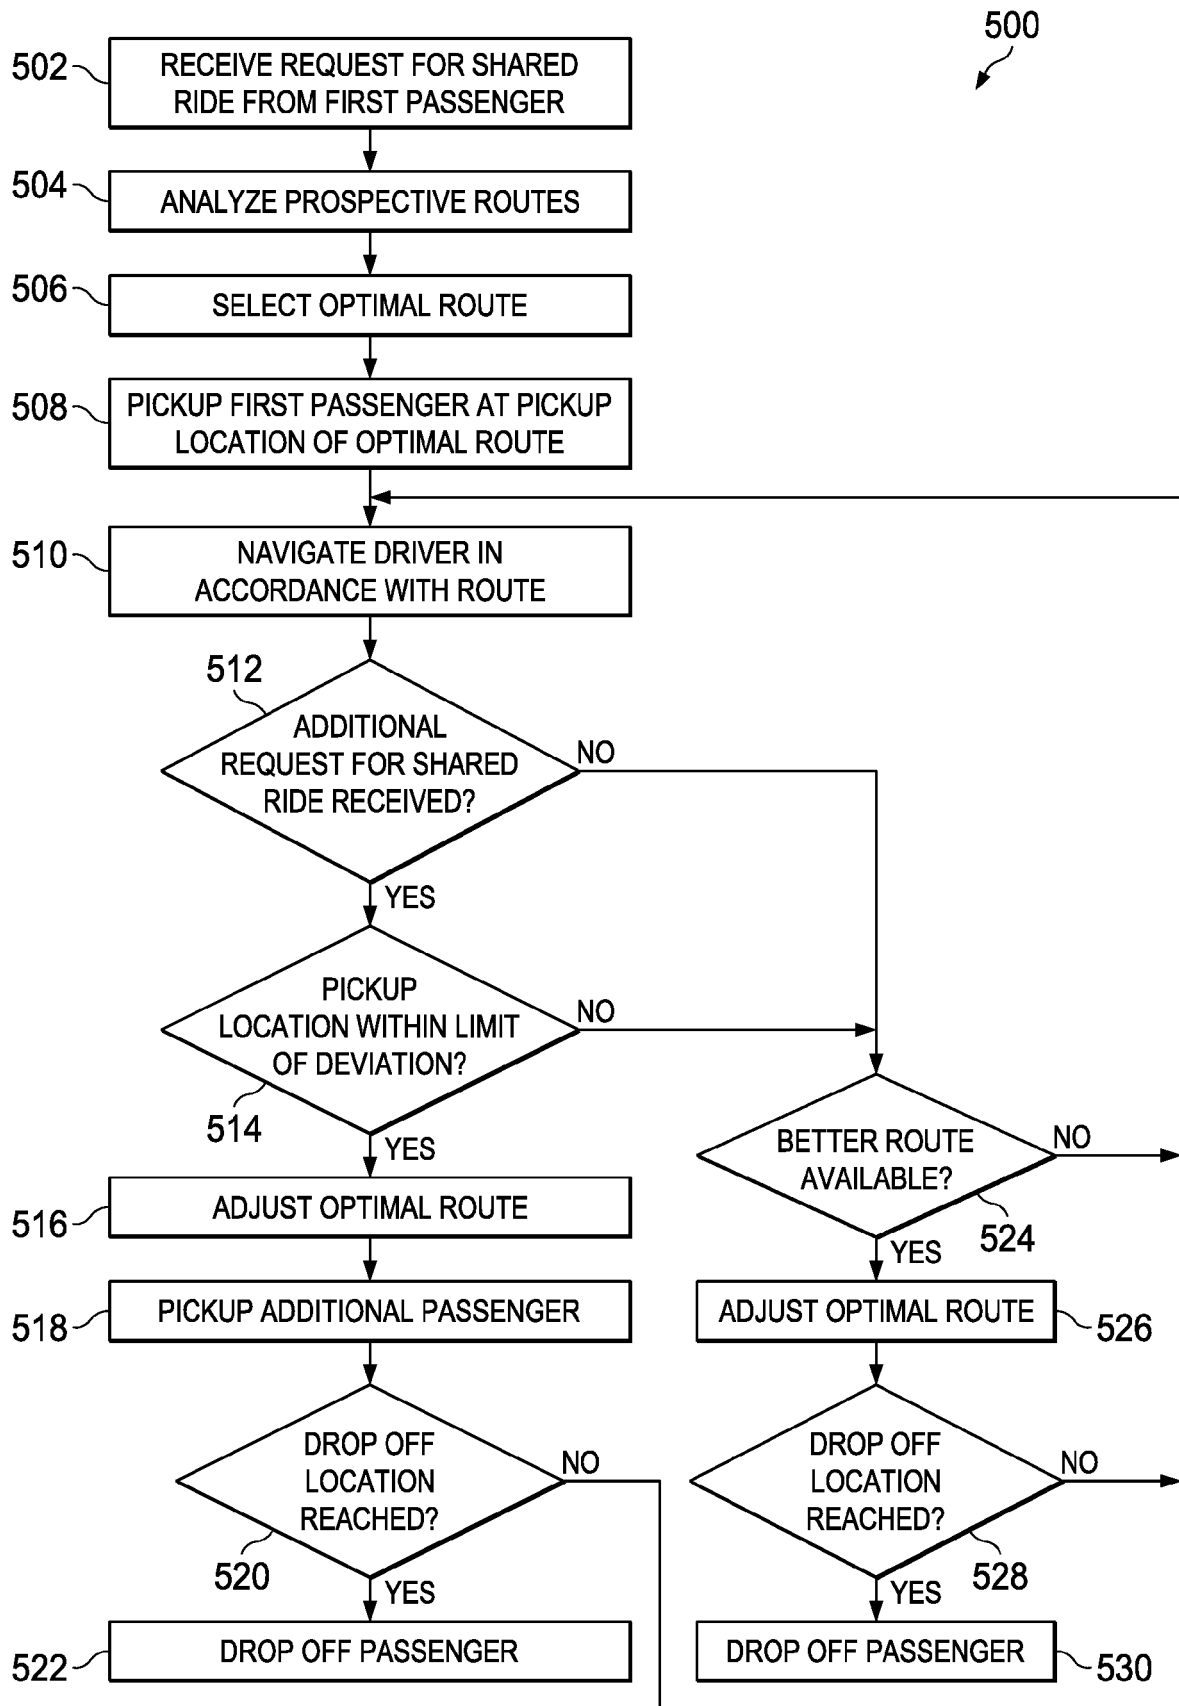 500
502
RECEIVE REQUEST FOR SHARED
RIDE FROM FIRST PASSENGER
504
ANALYZE PROSPECTIVE ROUTES
506
SELECT OPTIMAL ROUTE
508
PICKUP FIRST PASSENGER AT PICKUP
LOCATION OF OPTIMAL ROUTE
510
NAVIGATE DRIVER IN
ACCORDANCE WITH ROUTE
512
ADDITIONAL
REQUEST FOR SHARED
RIDE RECEIVED?
NO
YES
PICKUP
LOCATION WITHIN LIMIT
OF DEVIATION?
NO
514
YES
516
ADJUST OPTIMAL ROUTE
518
PICKUP ADDITIONAL PASSENGER
DROP OFF
LOCATION
REACHED?
NO
520
YES
522
DROP OFF PASSENGER
BETTER ROUTE
AVAILABLE?
NO
524
YES
ADJUST OPTIMAL ROUTE
526
DROP OFF
LOCATION
REACHED?
NO
528
YES
DROP OFF PASSENGER
530